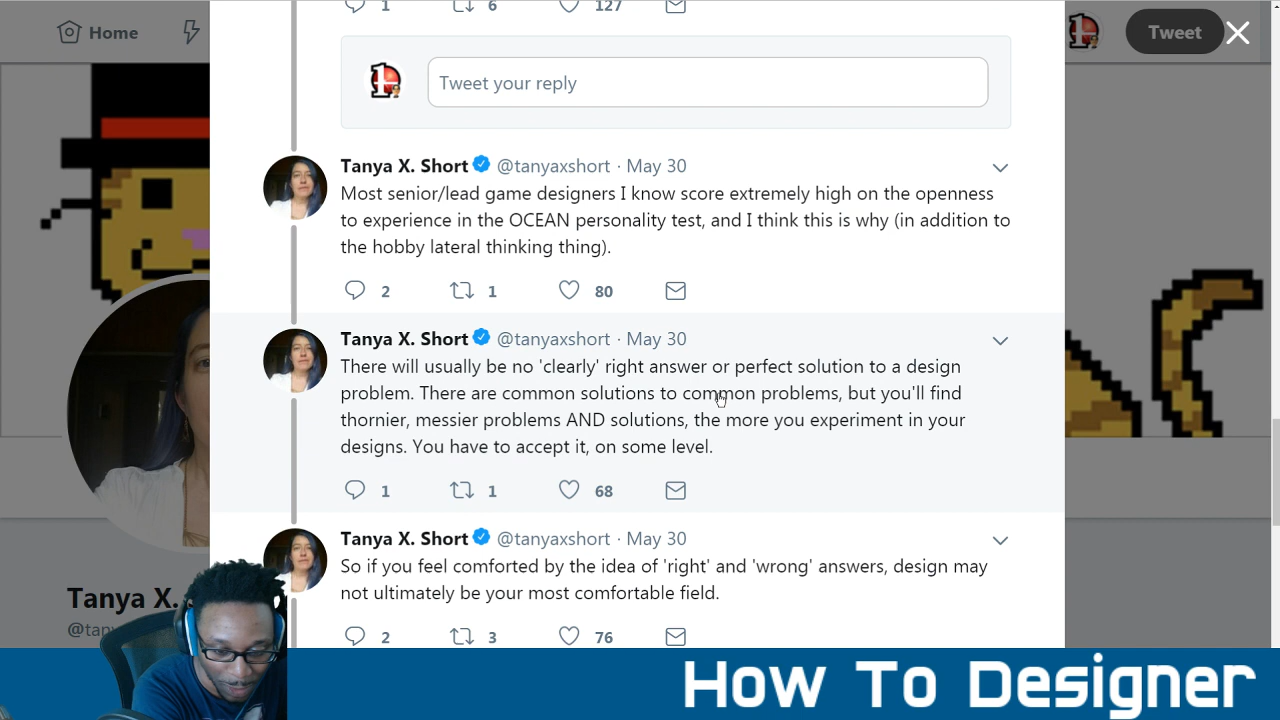 1 6 127
Home
Tweet
Tweet your reply
Tanya X. Short @tanyaxshort · May 30
Most senior/lead game designers I know score extremely high on the openness
to experience in the OCEAN personality test, and I think this is why (in addition to
the hobby lateral thinking thing).
2 1 80
Tanya X. Short @tanyaxshort · May 30
There will usually be no 'clearly' right answer or perfect solution to a design
problem. There are common solutions to common problems, but you'll find
thornier, messier problems AND solutions, the more you experiment in your
designs. You have to accept it, on some level.
1 1 68
Tanya X. Short @tanyaxshort · May 30
So if you feel comforted by the idea of 'right' and 'wrong' answers, design may
not ultimately be your most comfortable field.
2 3 76
Tanya X.
How To Designer